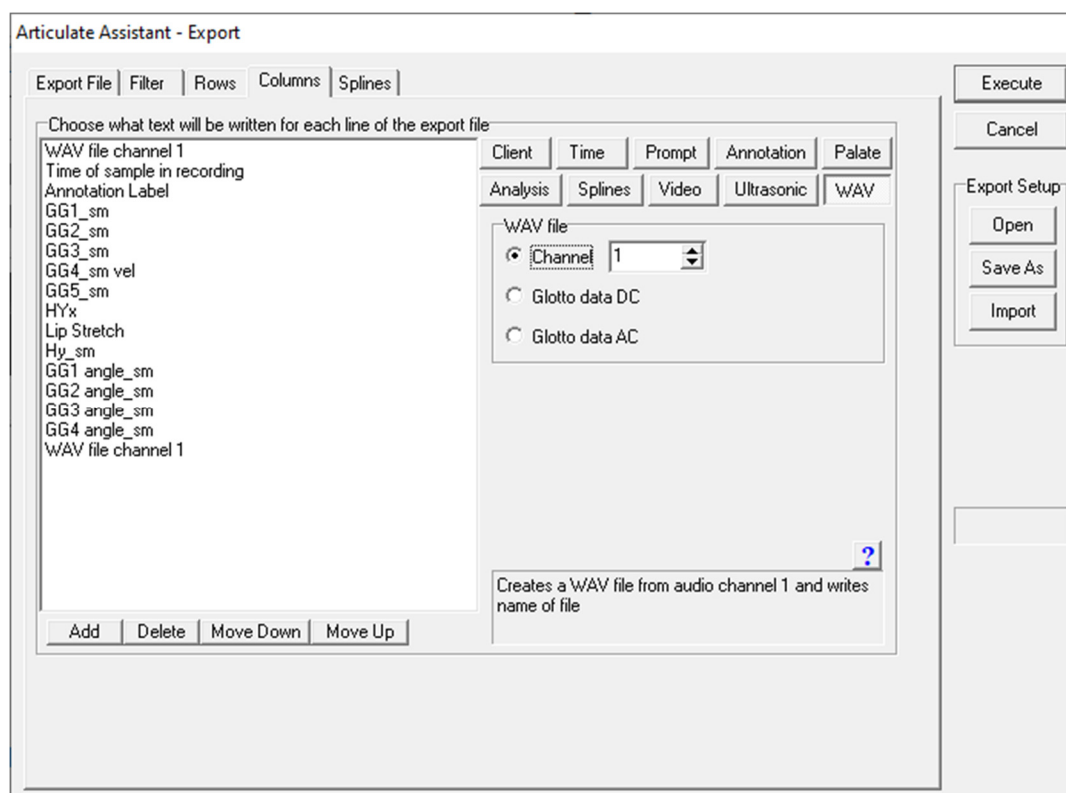 Articulate Assistant - Export
Export File
Filter
Rows
Columns
Splines
Choose what text will be written for each line of the export file
WAV file channel 1
Time of sample in recording
Annotation Label
GG1_sm
GG2_sm
GG3_sm
GG4_sm vel
GG5_sm
HYx
Lip Stretch
Hy_sm
GG1 angle_sm
GG2 angle_sm
GG3 angle_sm
GG4 angle_sm
WAV file channel 1
Add
Delete
Move Down
Move Up
Client
Time
Prompt
Annotation
Palate
Analysis
Splines
Video
Ultrasonic
WAV
WAV file
Channel
1
Glotto data DC
Glotto data AC
?
Creates a WAV file from audio channel 1 and writes
name of file
Execute
Cancel
Export Setup
Open
Save As
Import